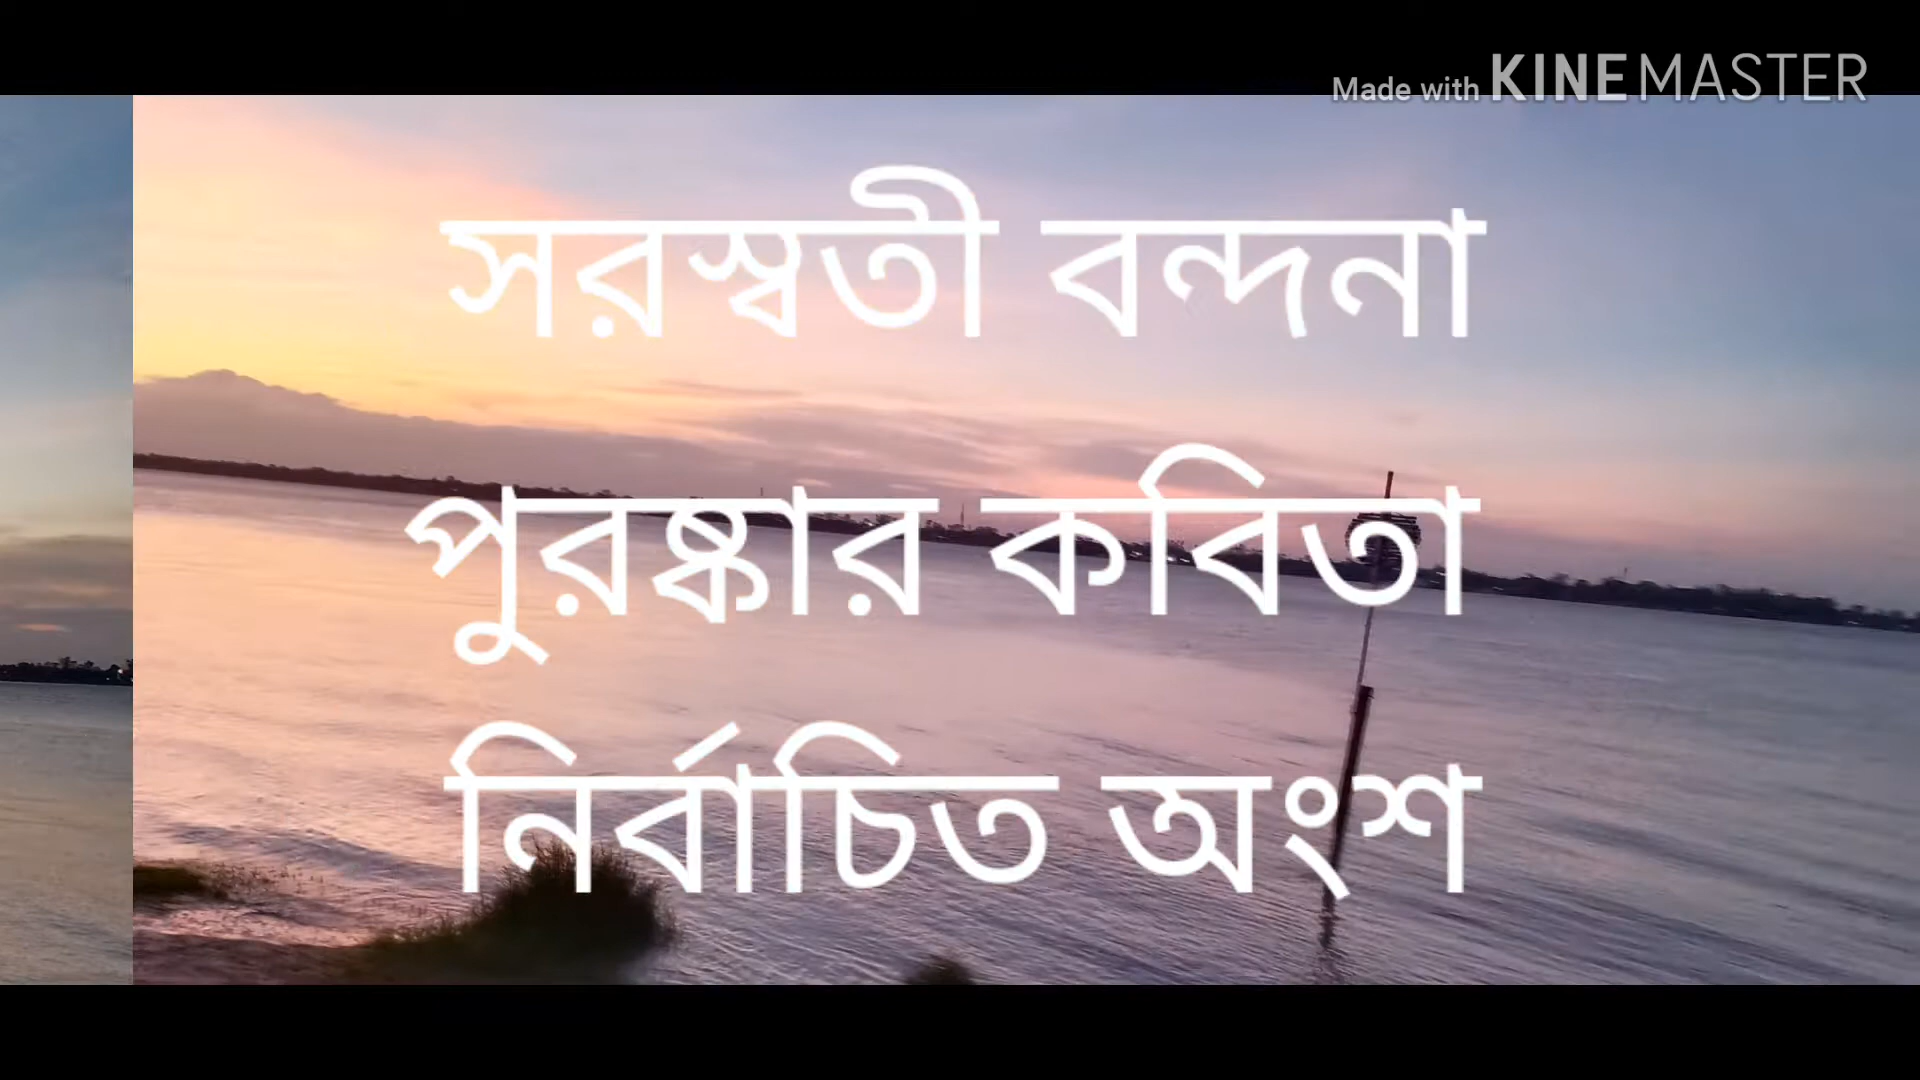 Made with KINEMASTER
সরস্বতী বন্দনা
পুরষ্কার কবিতা
নির্বাচিত অংশ